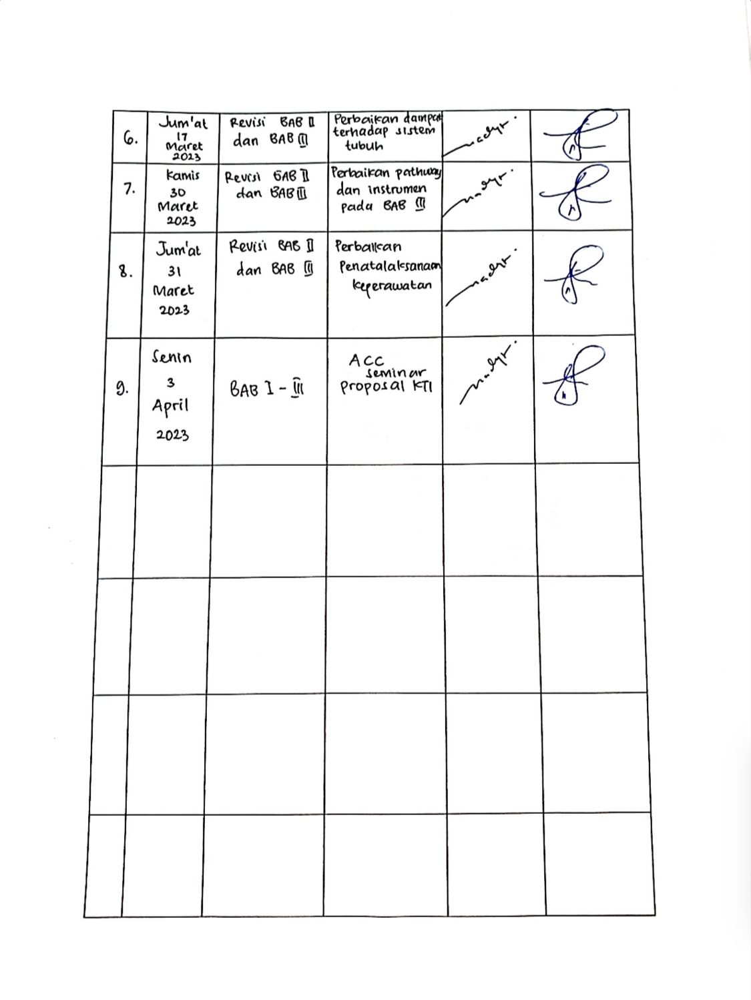 6.
Jum'at
17
Maret
2023
Revisi BAB II
dan BAB III
Perbaikan dampak
terhadap sistem
tubuh
7.
Kamis
30
Maret
2023
Revisi BAB II
dan BAB III
Perbaikan pathway
dan instrumen
pada BAB III
8.
Jum'at
31
Maret
2023
Revisi BAB II
dan BAB III
Perbaikan
Penatalaksanaan
keperawatan
9.
Senin
3
April
2023
BAB I - III
ACC
seminar
proposal KTI